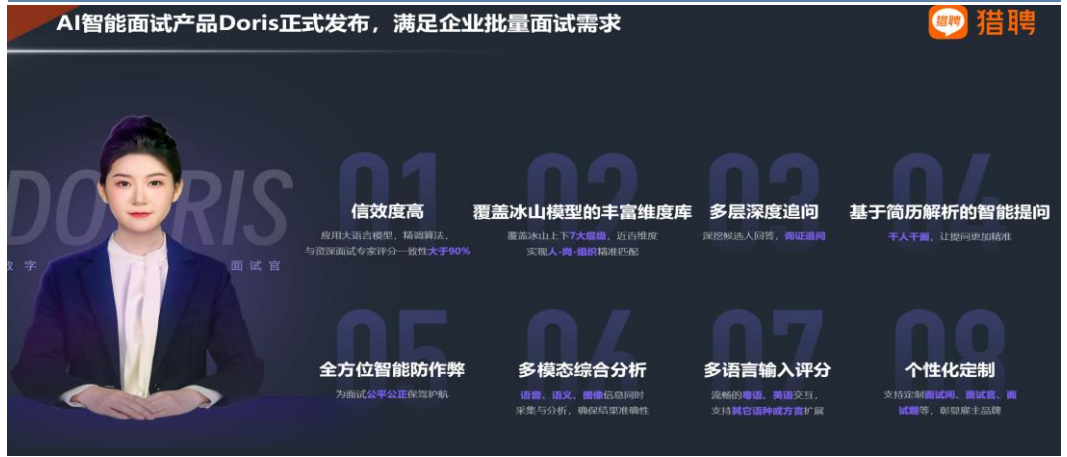 AI智能面试产品Doris正式发布，满足企业批量面试需求
猎聘
猎聘
DORIS
数字
面试官
01
信效度高
应用大语言模型，精调算法，
与资深面试专家评分一致性大于90%
02
覆盖冰山模型的丰富维度库
覆盖冰山上下7大层级，近百维度
实现人-岗-组织精准匹配
03
多层深度追问
深挖候选人回答，循证追问
04
基于简历解析的智能提问
千人千面，让提问更加精准
05
全方位智能防作弊
为面试公平公正保驾护航
06
多模态综合分析
语音、语义、图像信息同时
采集与分析，确保结果准确性
07
多语言输入评分
流畅的粤语、英语交互，
支持其它语种或方言扩展
08
个性化定制
支持定制面试间、面试官、面
试题等，彰显雇主品牌